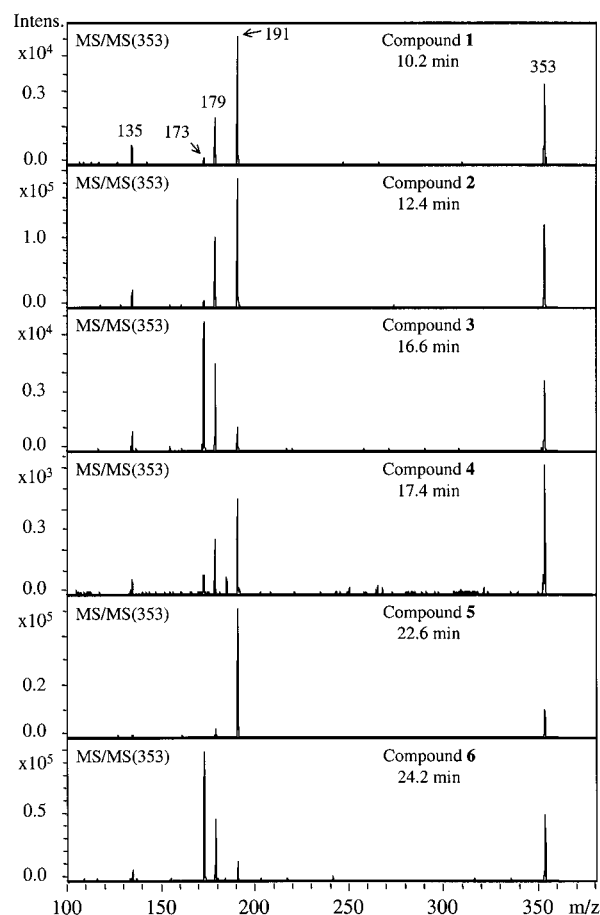 Intens.
x10⁴
0.3
0.0
MS/MS(353)
Compound 1
10.2 min
135
173
179
191
353
x10⁵
1.0
0.0
MS/MS(353)
Compound 2
12.4 min
x10⁴
0.3
0.0
MS/MS(353)
Compound 3
16.6 min
x10³
0.3
0.0
MS/MS(353)
Compound 4
17.4 min
x10⁵
0.2
0.0
MS/MS(353)
Compound 5
22.6 min
x10⁵
0.5
0.0
MS/MS(353)
Compound 6
24.2 min
100 150 200 250 300 350 m/z